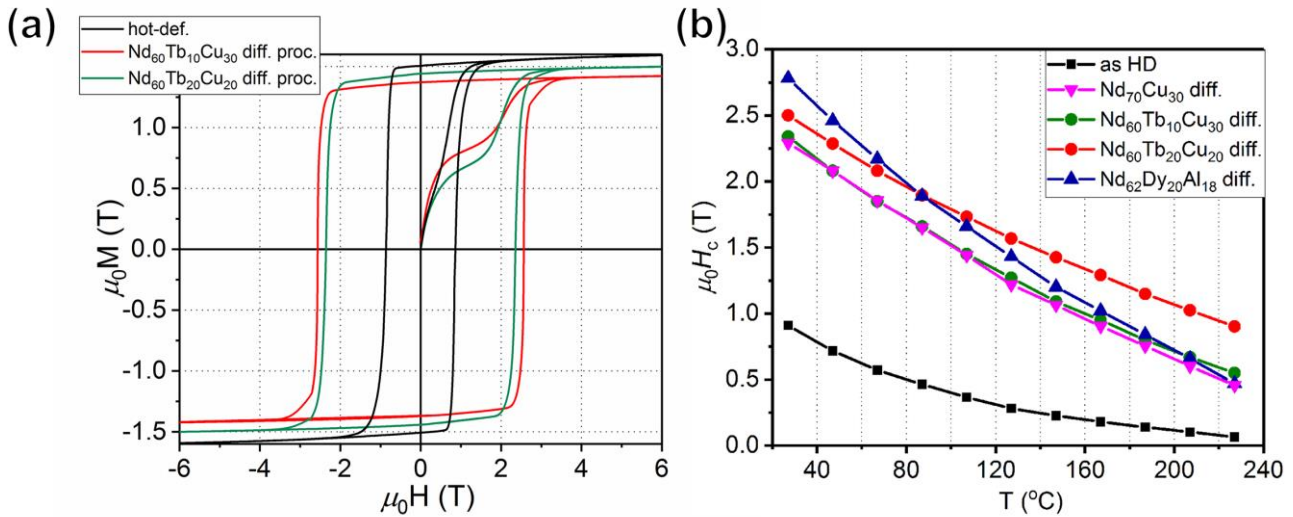 (a)
hot-def.
Nd₆₀Tb₁₀Cu₃₀ diff. proc.
Nd₆₀Tb₂₀Cu₂₀ diff. proc.
1.0
0.5
0.0
-0.5
-1.0
-1.5
μ₀M (T)
-6 -4 -2 0 2 4 6
μ₀H (T)
(b)
3.0
2.5
2.0
1.5
1.0
0.5
0.0
μ₀Hc (T)
as HD
Nd₇₀Cu₃₀ diff.
Nd₆₀Tb₁₀Cu₃₀ diff.
Nd₆₀Tb₂₀Cu₂₀ diff.
Nd₆₂Dy₂₀Al₁₈ diff.
40 80 120 160 200 240
T (°C)